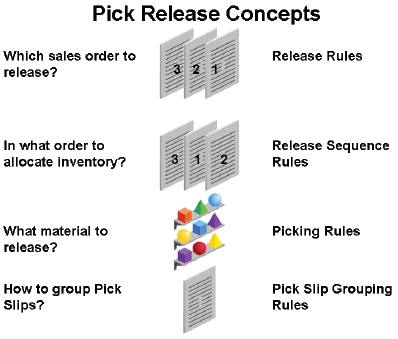 Pick Release Concepts
Which sales order to
release?
3 2 1
Release Rules
In what order to
allocate inventory?
3 1 2
Release Sequence
Rules
What material to
release?
Picking Rules
How to group Pick
Slips?
Pick Slip Grouping
Rules